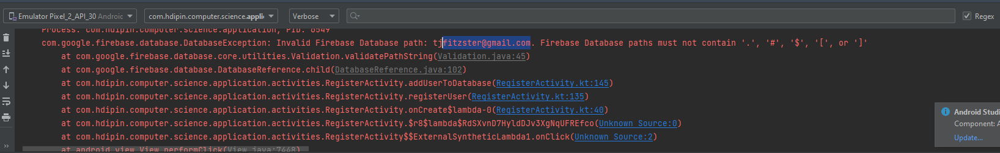 Emulator Pixel_2_API_30 Android com.hdipin.computer.science.applic Verbose Regex
Process: com.hdipin.computer.science.application, PID: 6549
com.google.firebase.database.DatabaseException: Invalid Firebase Database path: tjfitzster@gmail.com. Firebase Database paths must not contain '.', '#', '$', '[', or ']'
at com.google.firebase.database.core.utilities.Validation.validatePathString(Validation.java:45)
at com.google.firebase.database.DatabaseReference.child(DatabaseReference.java:102)
at com.hdipin.computer.science.application.activities.RegisterActivity.addUserToDatabase(RegisterActivity.kt:145)
at com.hdipin.computer.science.application.activities.RegisterActivity.registerUser(RegisterActivity.kt:135)
at com.hdipin.computer.science.application.activities.RegisterActivity.onCreate$lambda-0(RegisterActivity.kt:40)
at com.hdipin.computer.science.application.activities.RegisterActivity.$r8$lambda$RdSXvnD7HyldDJv3XgNqUFREfco(Unknown Source:0)
at com.hdipin.computer.science.application.activities.RegisterActivity$$ExternalSyntheticLambda1.onClick(Unknown Source:2)
at android.view.View.performClick(View.java:7448)
Android Studi
Component: A
Update...